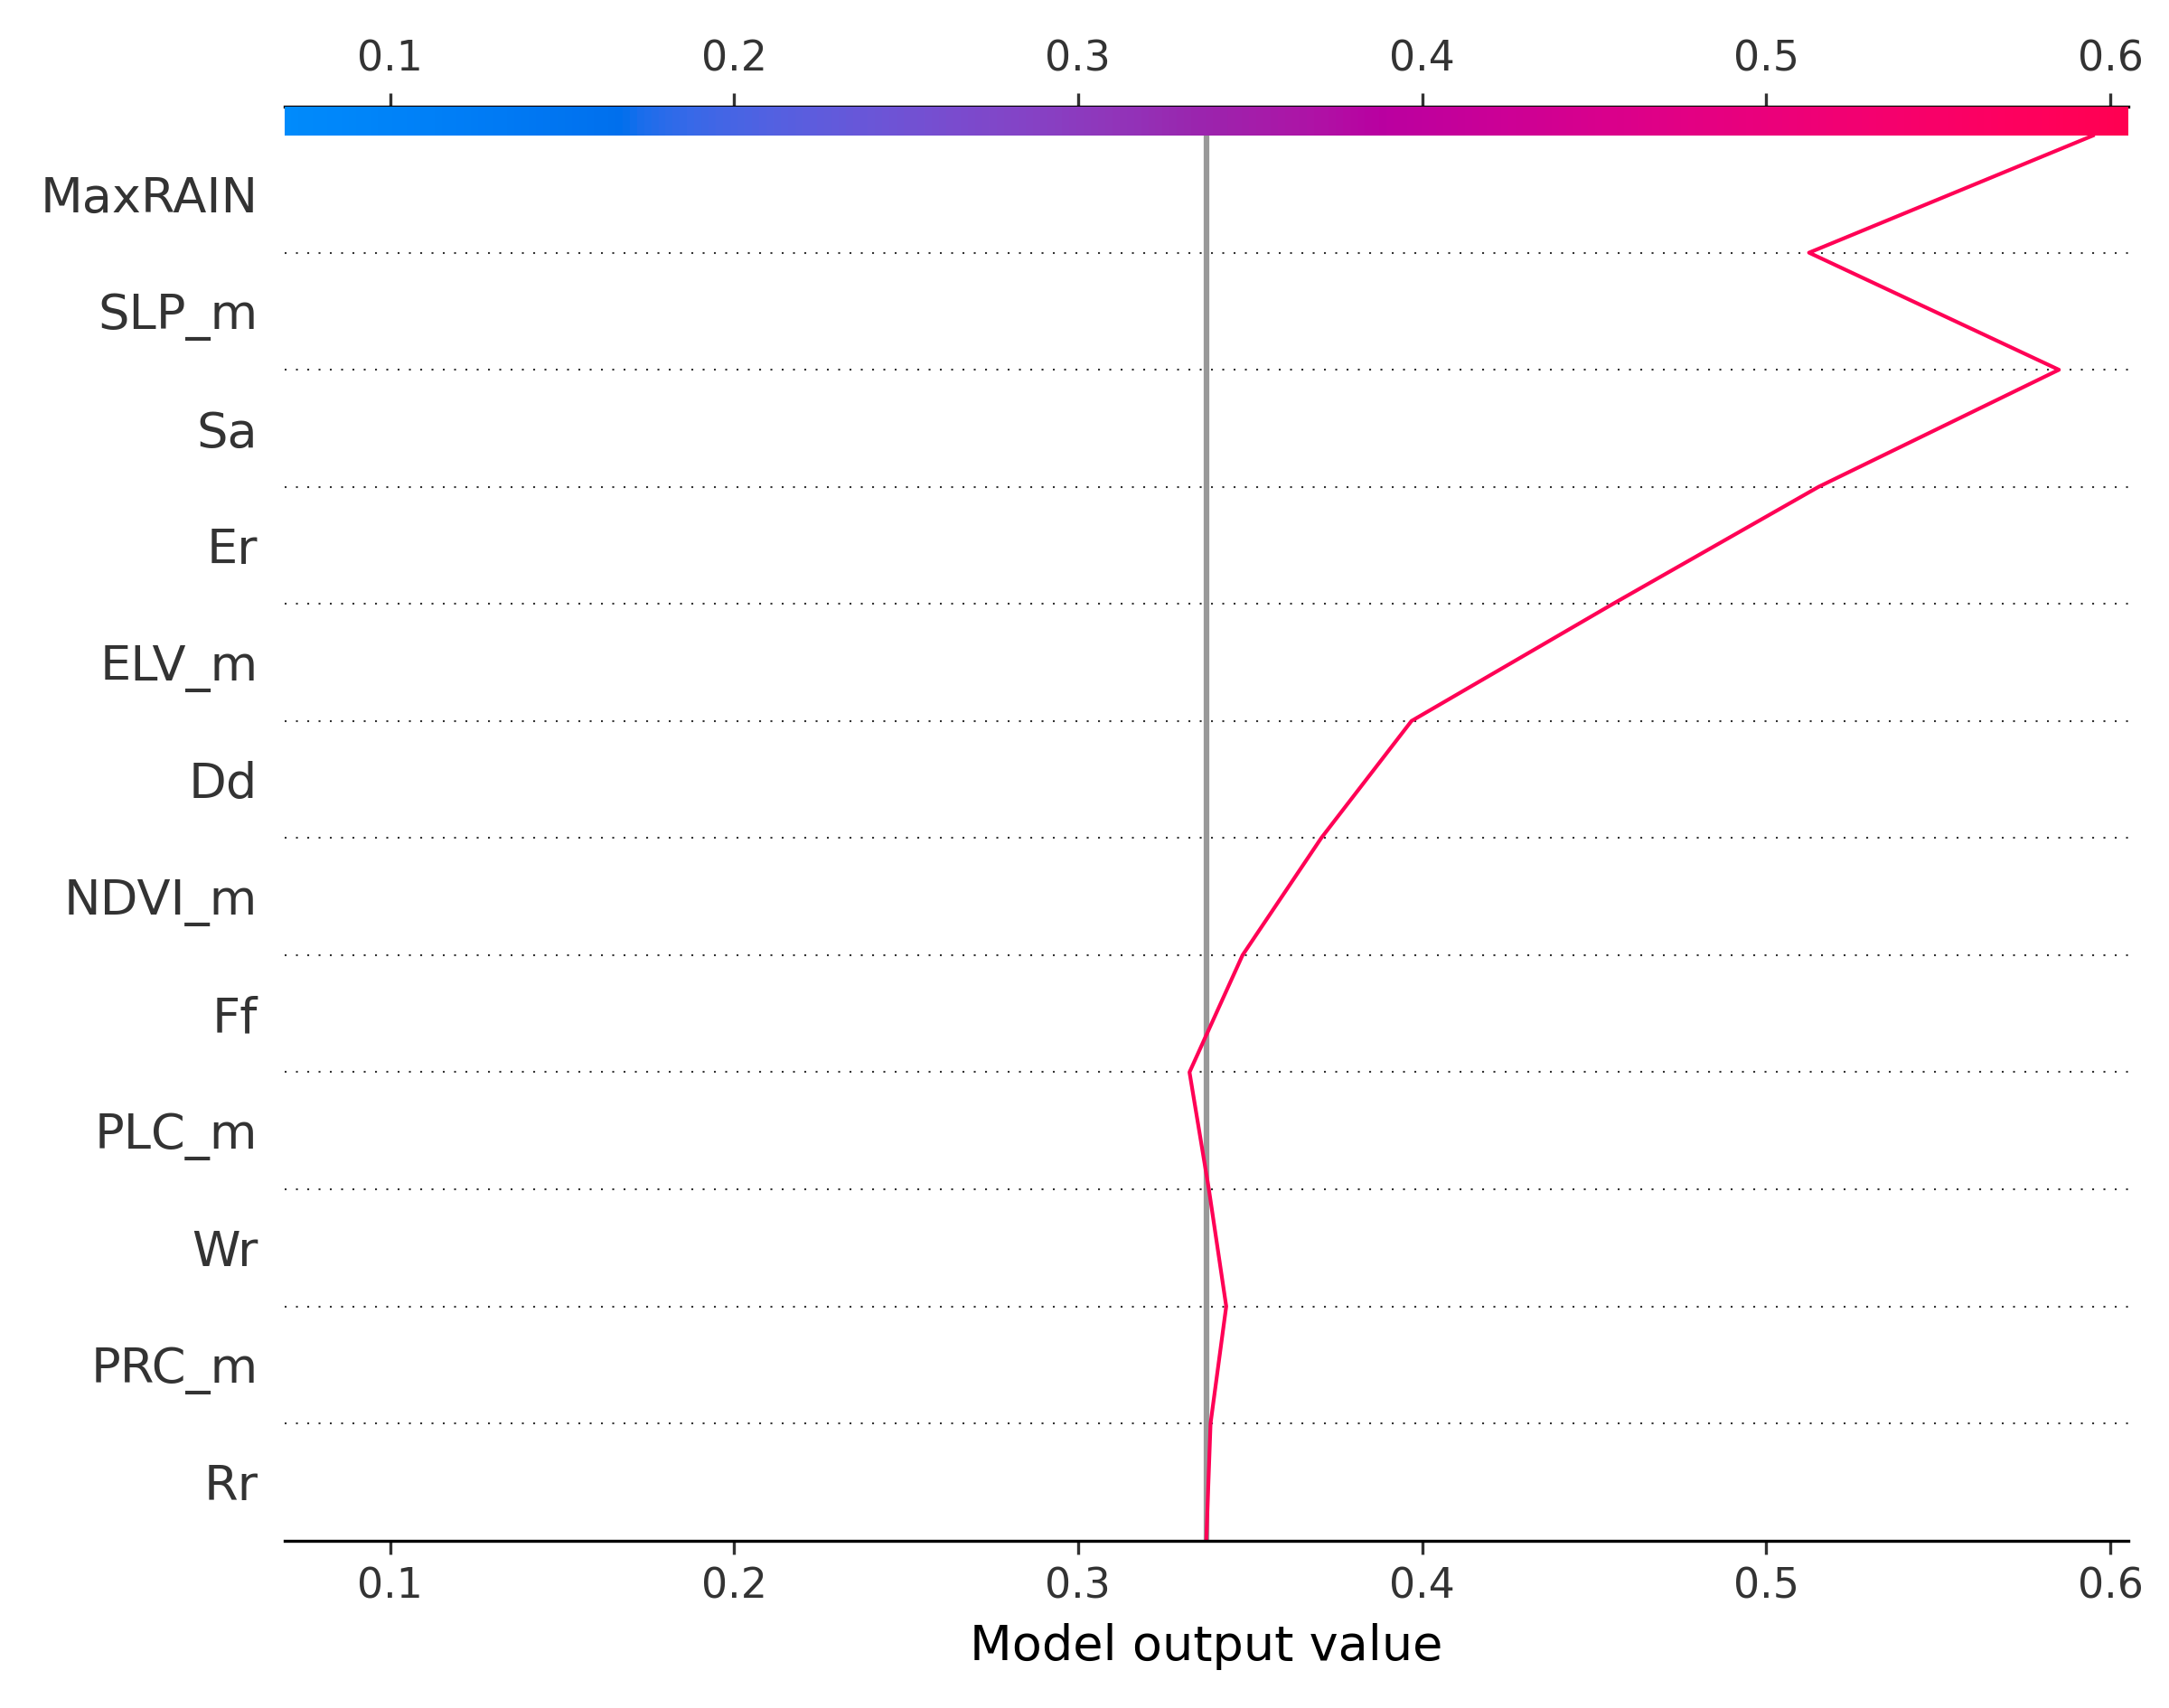 0.1 0.2 0.3 0.4 0.5 0.6
MaxRAIN
SLP_m
Sa
Er
ELV_m
Dd
NDVI_m
Ff
PLC_m
Wr
PRC_m
Rr
0.1 0.2 0.3 0.4 0.5 0.6
Model output value